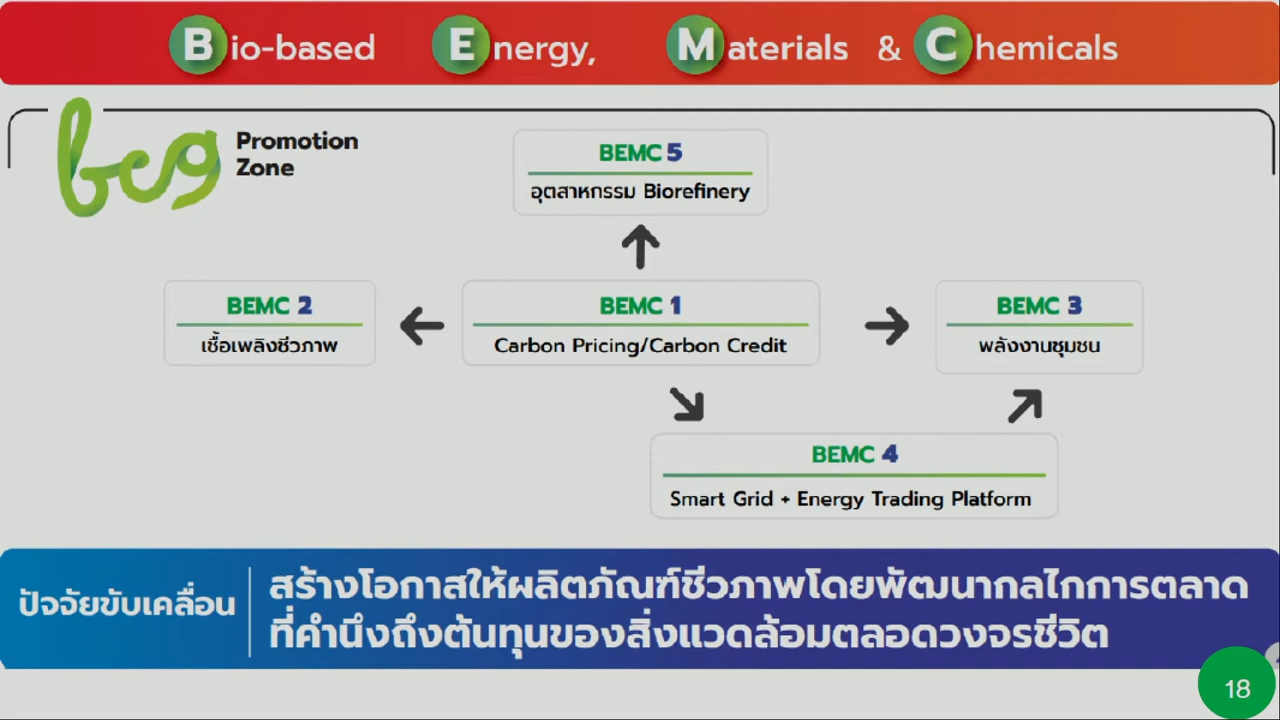 Bio-based Energy, Materials & Chemicals
bcg
Promotion
Zone
BEMC 5
อุตสาหกรรม Biorefinery
BEMC 2
เชื้อเพลิงชีวภาพ
BEMC 1
Carbon Pricing/Carbon Credit
BEMC 3
พลังงานชุมชน
BEMC 4
Smart Grid + Energy Trading Platform
ปัจจัยขับเคลื่อน
สร้างโอกาสให้ผลิตภัณฑ์ชีวภาพโดยพัฒนากลไกการตลาด
ที่คำนึงถึงต้นทุนของสิ่งแวดล้อมตลอดวงจรชีวิต
18